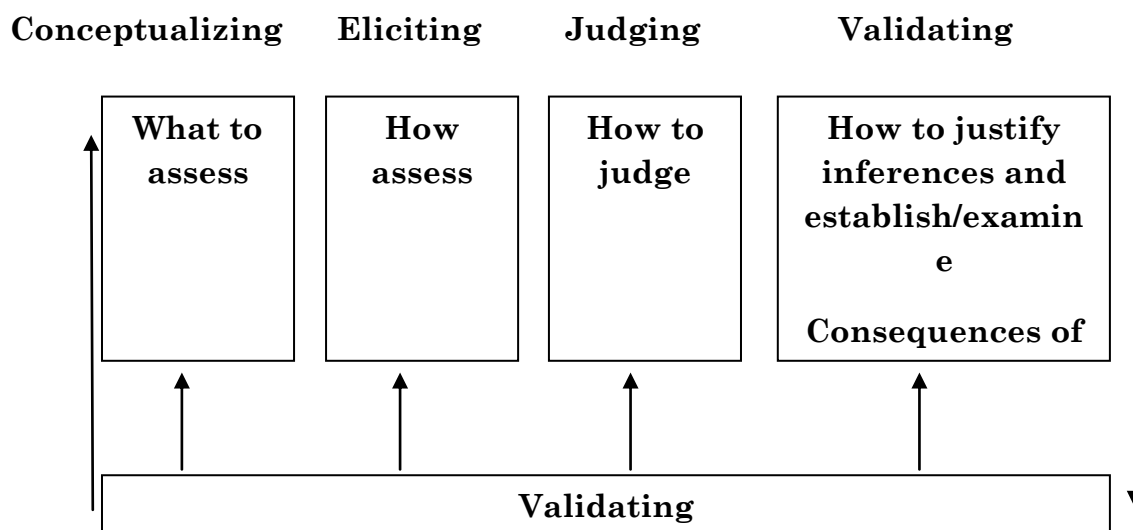 Conceptualizing Eliciting Judging Validating
What to
assess
How
assess
How to
judge
How to justify
inferences and
establish/examin
e
Consequences of
Validating